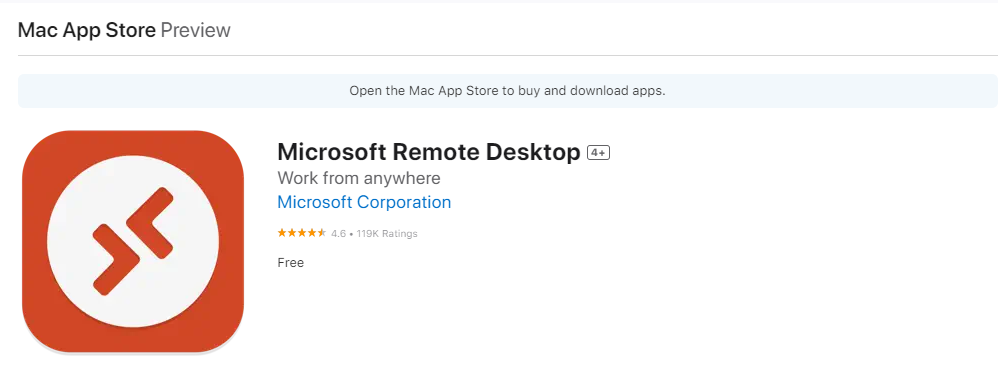 Mac App Store Preview
Open the Mac App Store to buy and download apps.
Microsoft Remote Desktop 4+
Work from anywhere
Microsoft Corporation
4.6 • 119K Ratings
Free